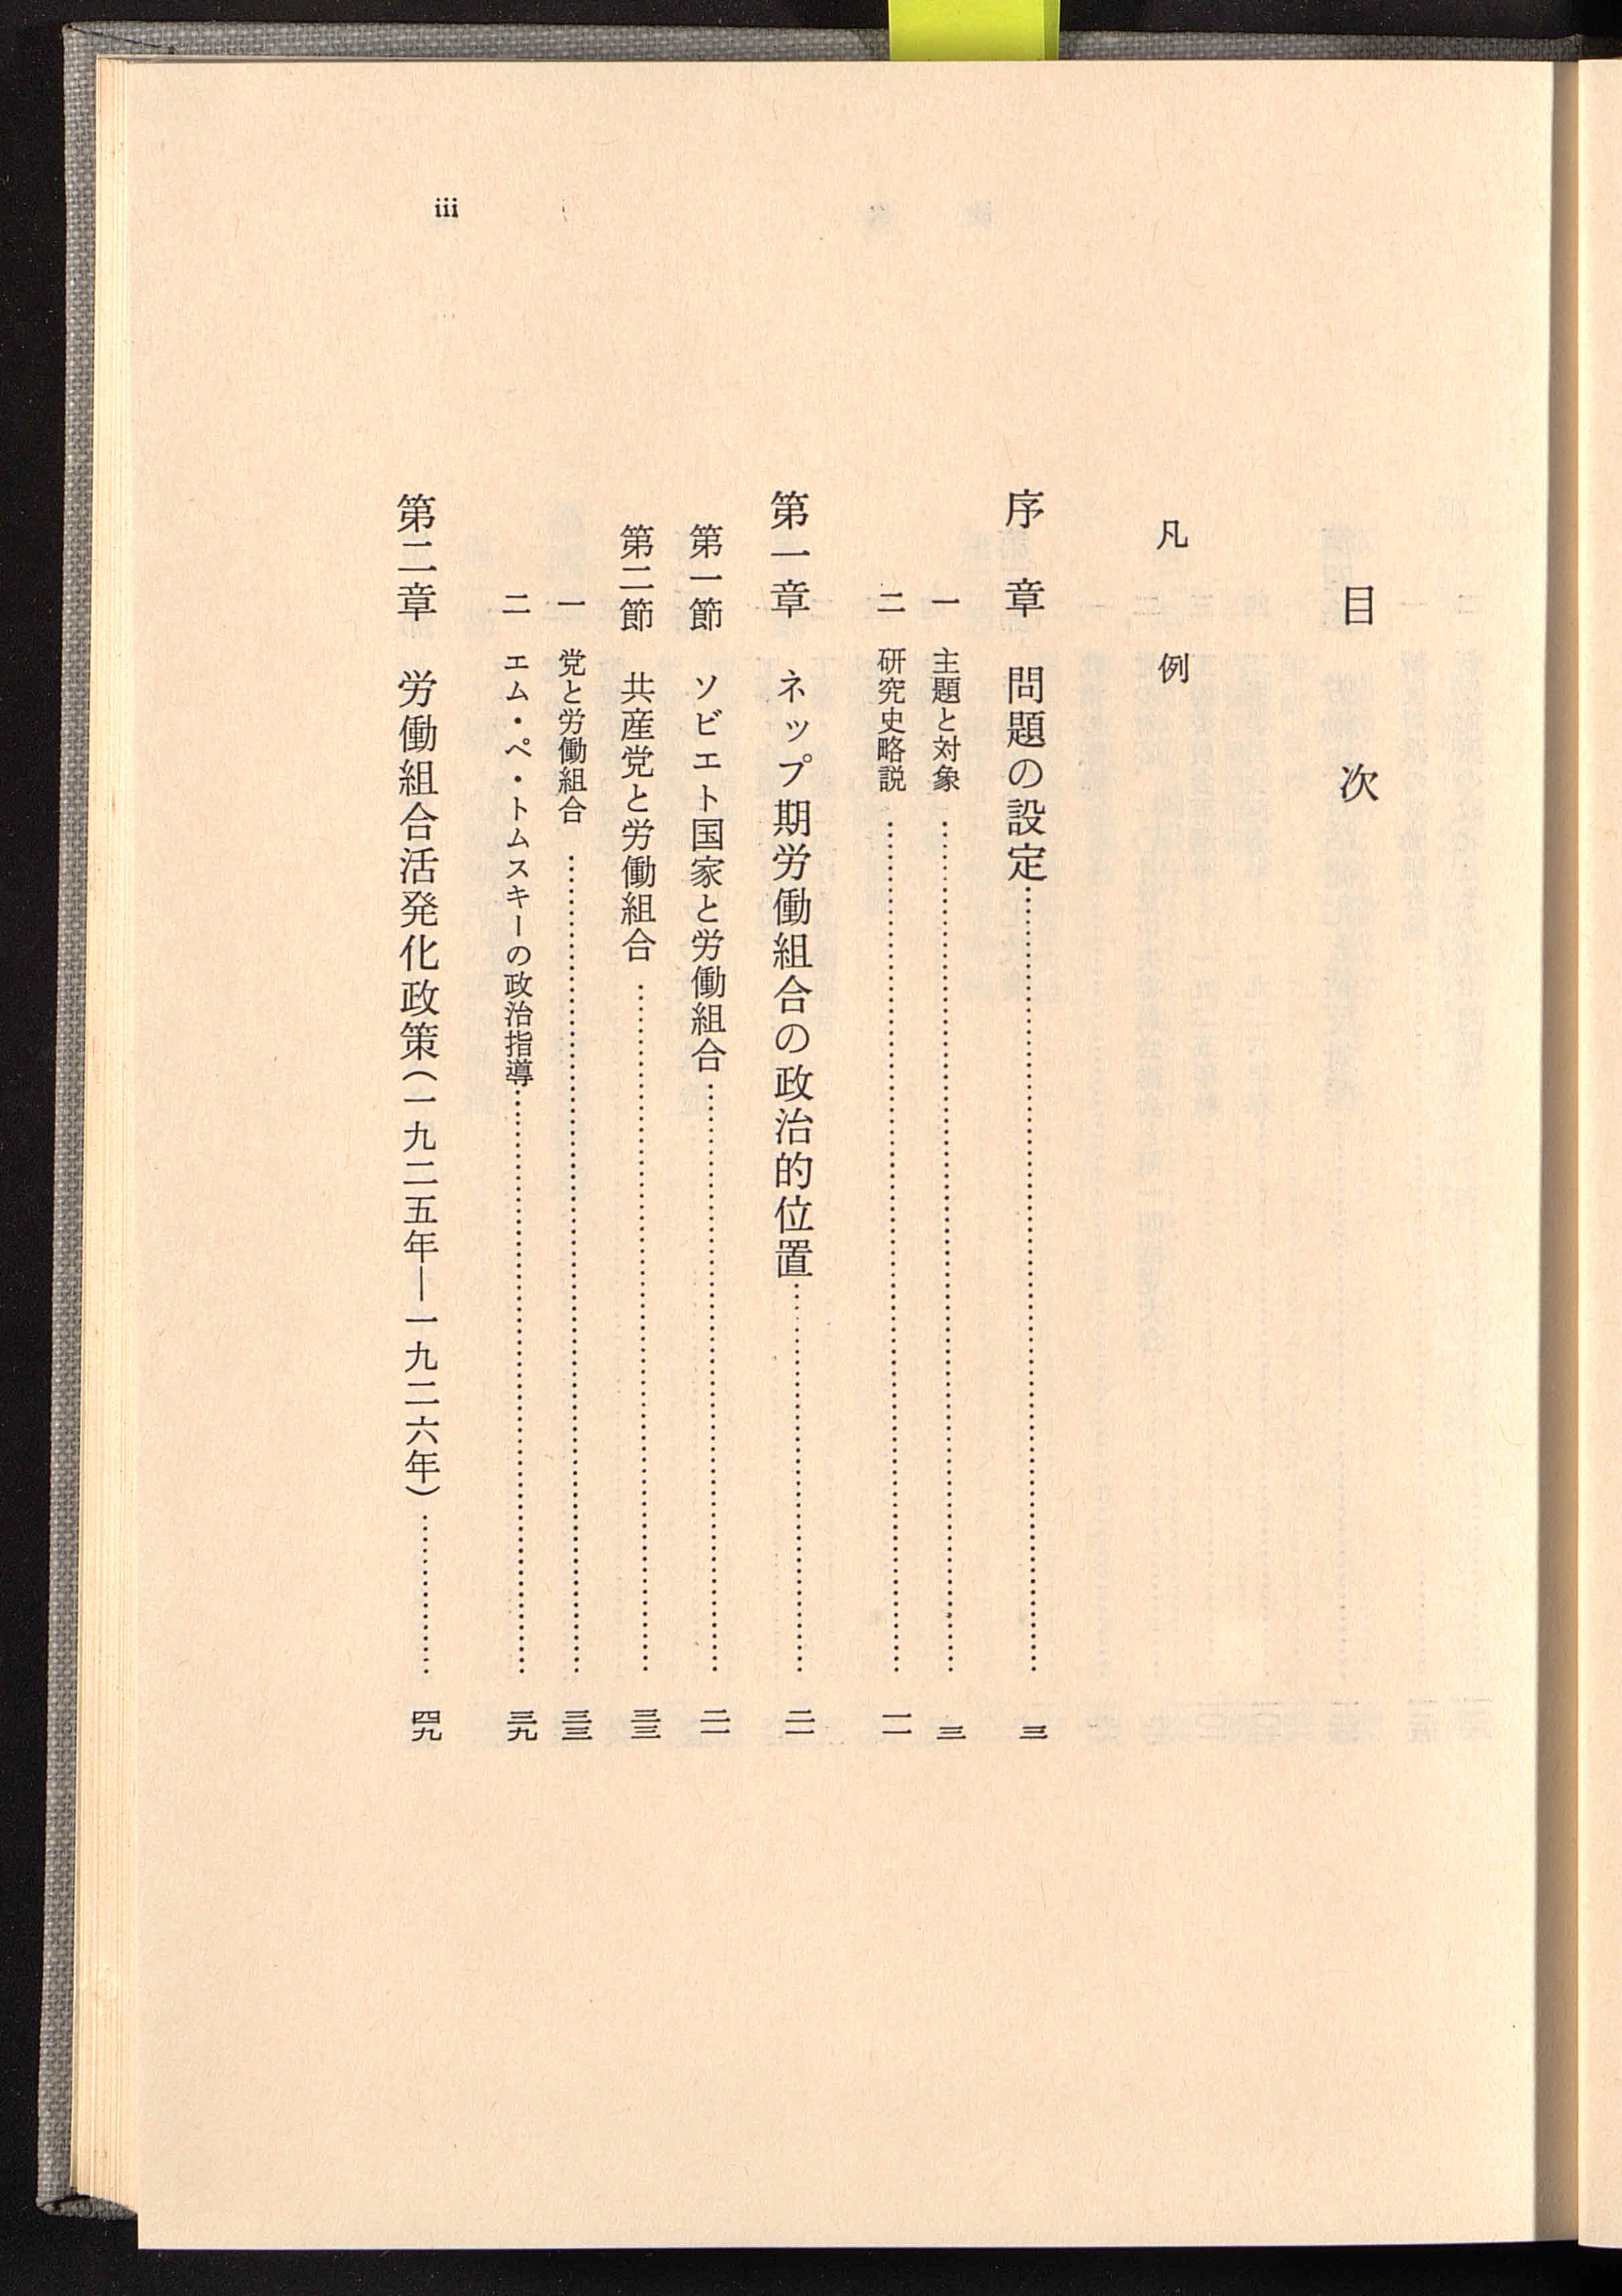 目次
凡例
序章　問題の設定……三
一　主題と対象……三
二　研究史略説……一一
第一章　ネップ期労働組合の政治的位置……二一
第一節　ソビエト国家と労働組合……二一
第二節　共産党と労働組合……三三
一　党と労働組合……三三
二　エム・ペ・トムスキーの政治指導……三九
第二章　労働組合活発化政策（一九二五年―一九二六年）……四九
iii